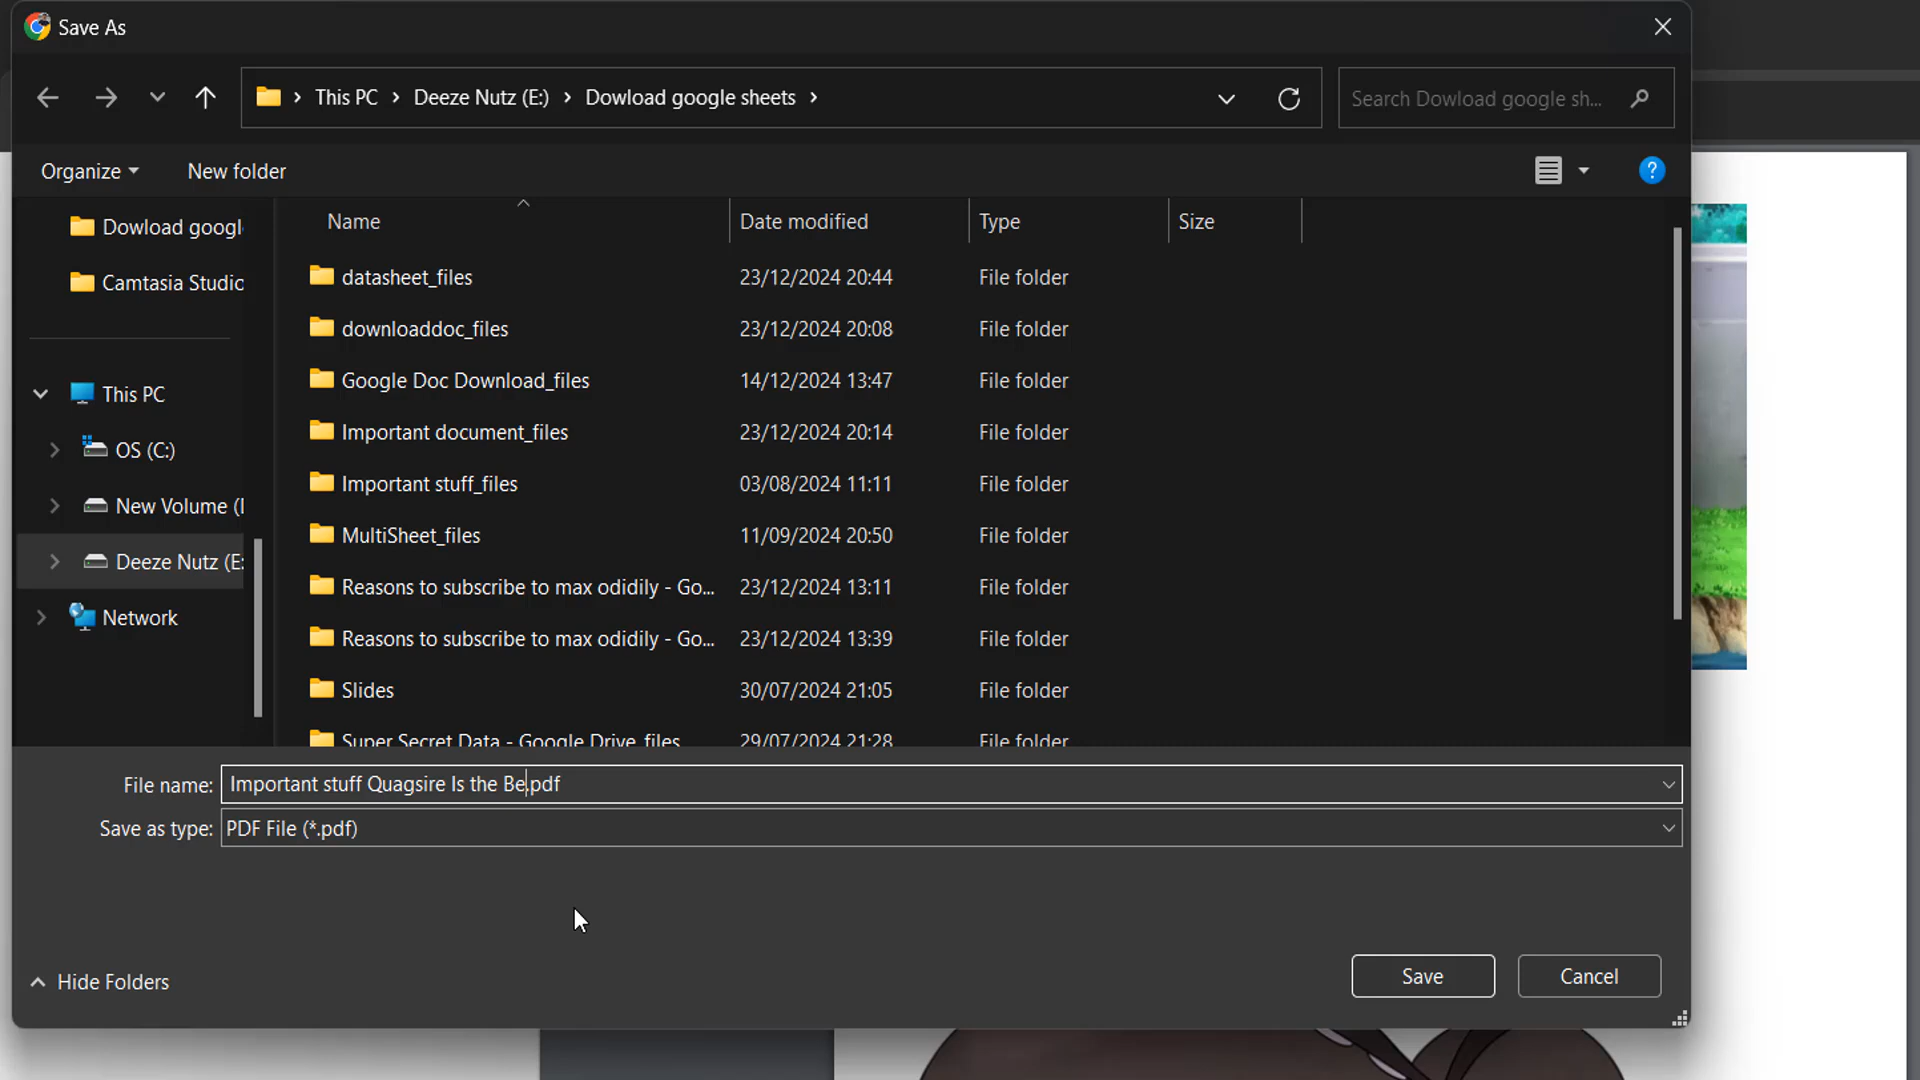 Save As
This PC > Deeze Nutz (E:) > Dowload google sheets >
Search Dowload google sh...
Organize
New folder
?
Dowload googl
Camtasia Studio
This PC
OS (C:)
New Volume (
Deeze Nutz (E:
Network
Name Date modified Type Size
datasheet_files 23/12/2024 20:44 File folder
downloaddoc_files 23/12/2024 20:08 File folder
Google Doc Download_files 14/12/2024 13:47 File folder
Important document_files 23/12/2024 20:14 File folder
Important stuff_files 03/08/2024 11:11 File folder
MultiSheet_files 11/09/2024 20:50 File folder
Reasons to subscribe to max odidily - Go... 23/12/2024 13:11 File folder
Reasons to subscribe to max odidily - Go... 23/12/2024 13:39 File folder
Slides 30/07/2024 21:05 File folder
Super Secret Data - Google Drive_files 29/07/2024 21:28 File folder
File name: Important stuff Quagsire Is the Be.pdf
Save as type: PDF File (*.pdf)
Hide Folders
Save
Cancel